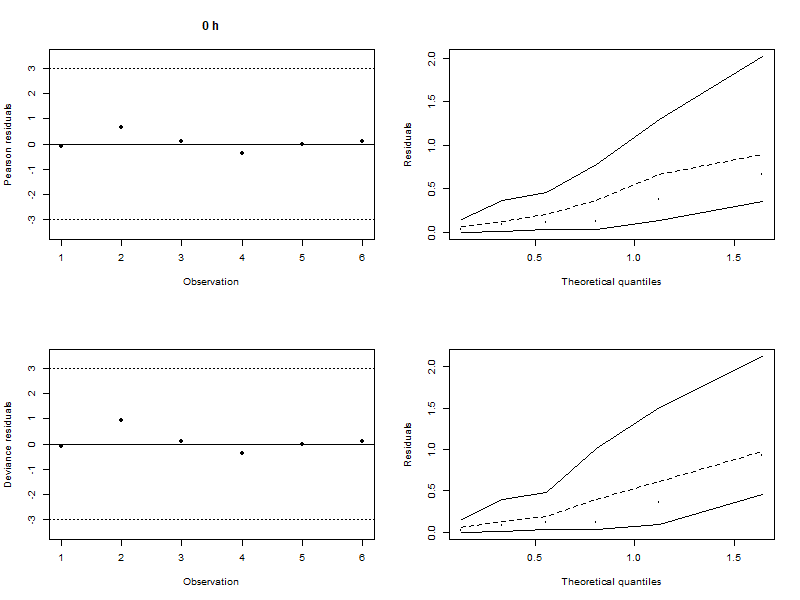 0 h
Pearson residuals
3
2
1
0
-1
-2
-3
1 2 3 4 5 6
Observation
Residuals
2.0
1.5
1.0
0.5
0.0
0.5 1.0 1.5
Theoretical quantiles
Deviance residuals
3
2
1
0
-1
-2
-3
1 2 3 4 5 6
Observation
Residuals
2.0
1.5
1.0
0.5
0.0
0.5 1.0 1.5
Theoretical quantiles